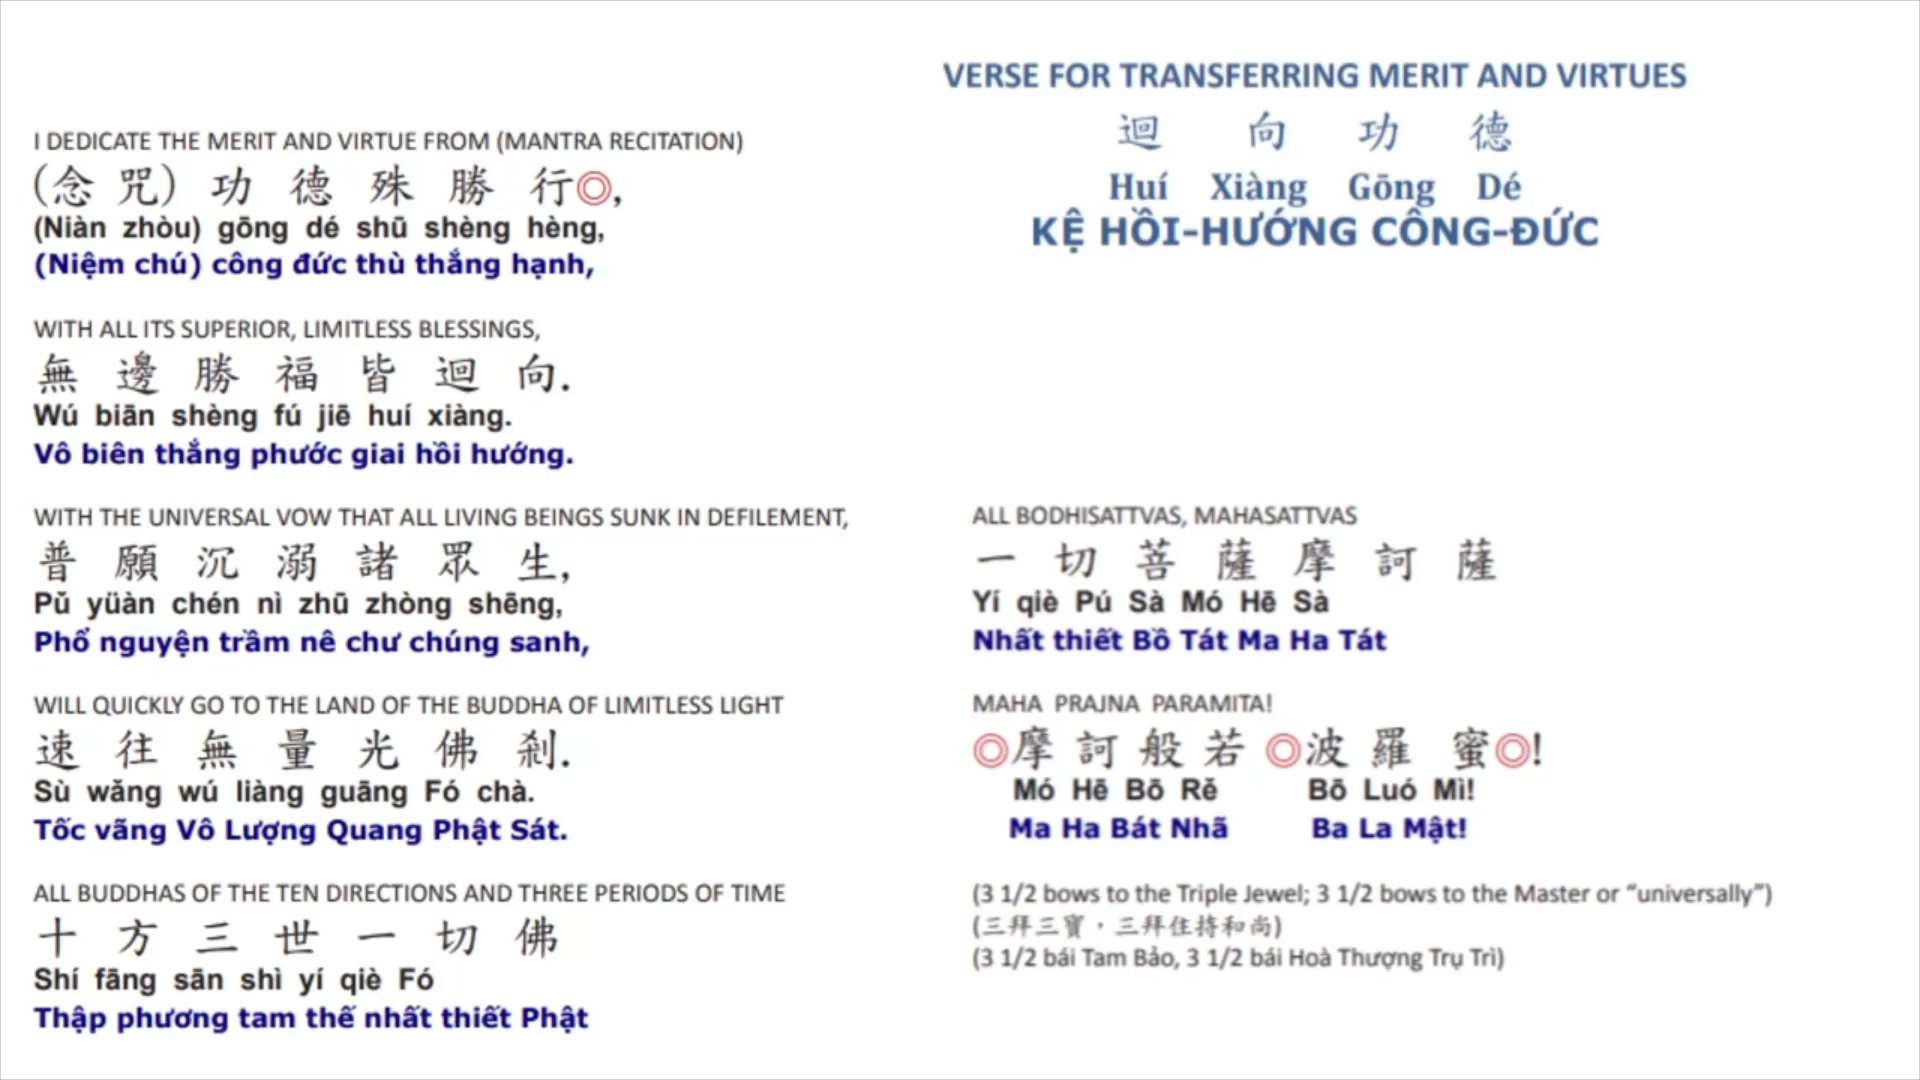 VERSE FOR TRANSFERRING MERIT AND VIRTUES
迴 向 功 德
Huí Xiàng Gōng Dé
KỆ HỒI-HƯỚNG CÔNG-ĐỨC
I DEDICATE THE MERIT AND VIRTUE FROM (MANTRA RECITATION)
(念 咒) 功 德 殊 勝 行◎,
(Niàn zhòu) gōng dé shū shèng hèng,
(Niệm chú) công đức thù thắng hạnh,
WITH ALL ITS SUPERIOR, LIMITLESS BLESSINGS,
無 邊 勝 福 皆 迴 向.
Wú biān shèng fú jiē huí xiàng.
Vô biên thắng phước giai hồi hướng.
WITH THE UNIVERSAL VOW THAT ALL LIVING BEINGS SUNK IN DEFILEMENT,
普 願 沉 溺 諸 眾 生,
Pǔ yüàn chén nì zhū zhòng shēng,
Phổ nguyện trầm nê chư chúng sanh,
WILL QUICKLY GO TO THE LAND OF THE BUDDHA OF LIMITLESS LIGHT
速 往 無 量 光 佛 剎.
Sù wǎng wú liàng guāng Fó chà.
Tốc vãng Vô Lượng Quang Phật Sát.
ALL BUDDHAS OF THE TEN DIRECTIONS AND THREE PERIODS OF TIME
十 方 三 世 一 切 佛
Shí fāng sān shì yí qiè Fó
Thập phương tam thế nhất thiết Phật
ALL BODHISATTVAS, MAHASATTVAS
一 切 菩 薩 摩 訶 薩
Yí qiè Pú Sà Mó Hē Sà
Nhất thiết Bồ Tát Ma Ha Tát
MAHA PRAJNA PARAMITA!
◎摩 訶 般 若 ◎波 羅 蜜◎!
Mó Hē Bō Rě Bō Luó Mì!
Ma Ha Bát Nhã Ba La Mật!
(3 1/2 bows to the Triple Jewel; 3 1/2 bows to the Master or “universally”)
(三拜三寶，三拜住持和尚)
(3 1/2 bái Tam Bảo, 3 1/2 bái Hoà Thượng Trụ Trì)